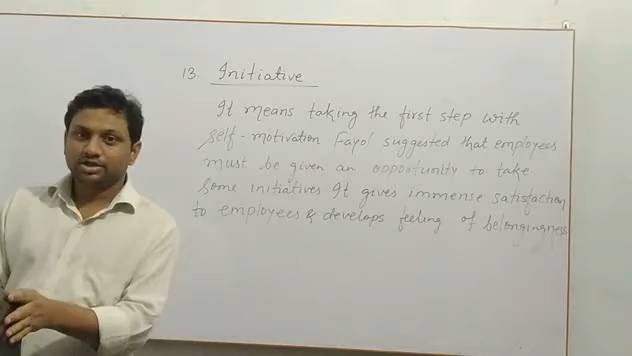 13. Initiative
It means taking the first step with
self-motivation Fayol suggested that employees
must be given an opportunity to take
Some initiatives It gives immense satisfaction
to employees & develops feeling of belongingness